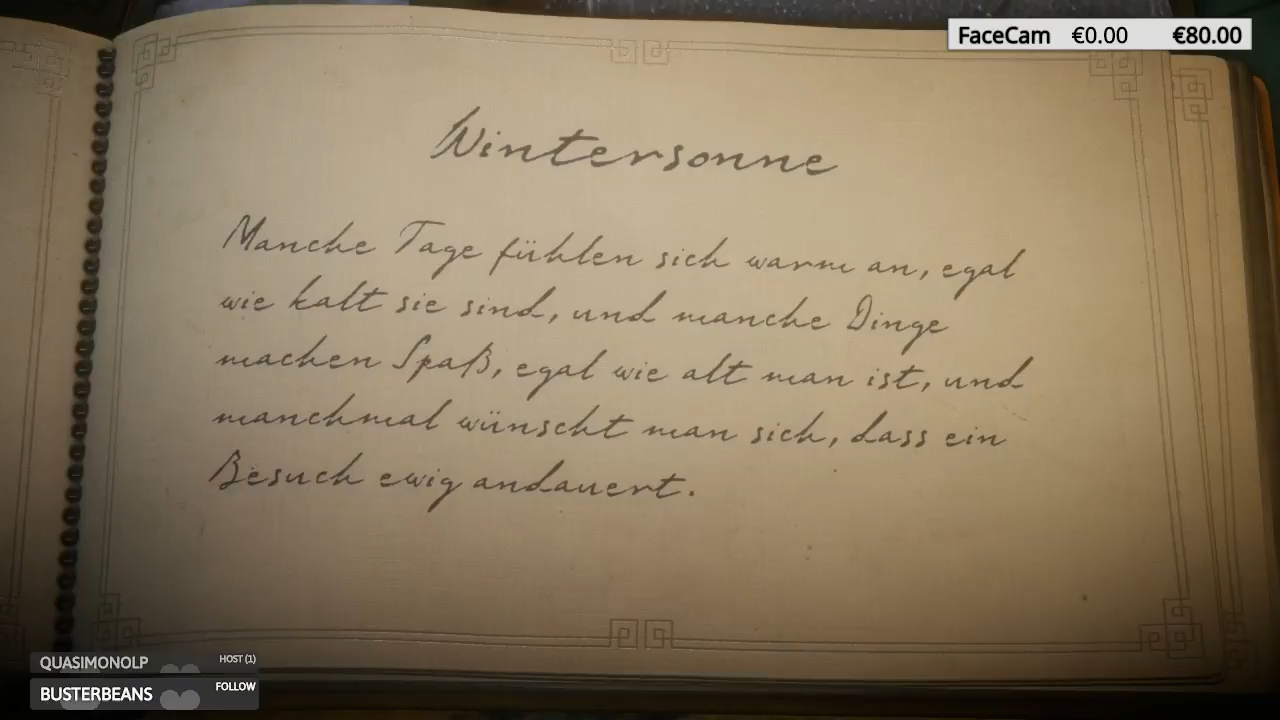 FaceCam €0.00 €80.00
Wintersonne
Manche Tage fühlen sich warm an, egal
wie kalt sie sind, und manche Dinge
machen Spaß, egal wie alt man ist, und
manchmal wünscht man sich, dass ein
Besuch ewig andauert.
QUASIMONOLP HOST (1)
BUSTERBEANS FOLLOW